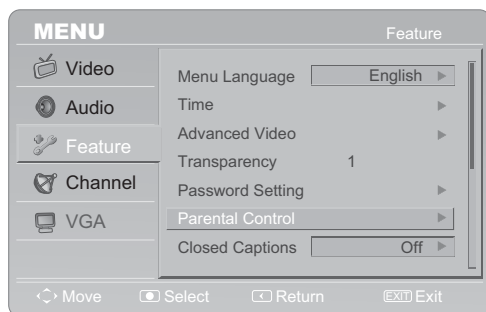 MENU Feature
Video
Audio
Feature
Channel
VGA
Menu Language English
Time
Advanced Video
Transparency 1
Password Setting
Parental Control
Closed Captions Off
Move Select Return EXIT Exit